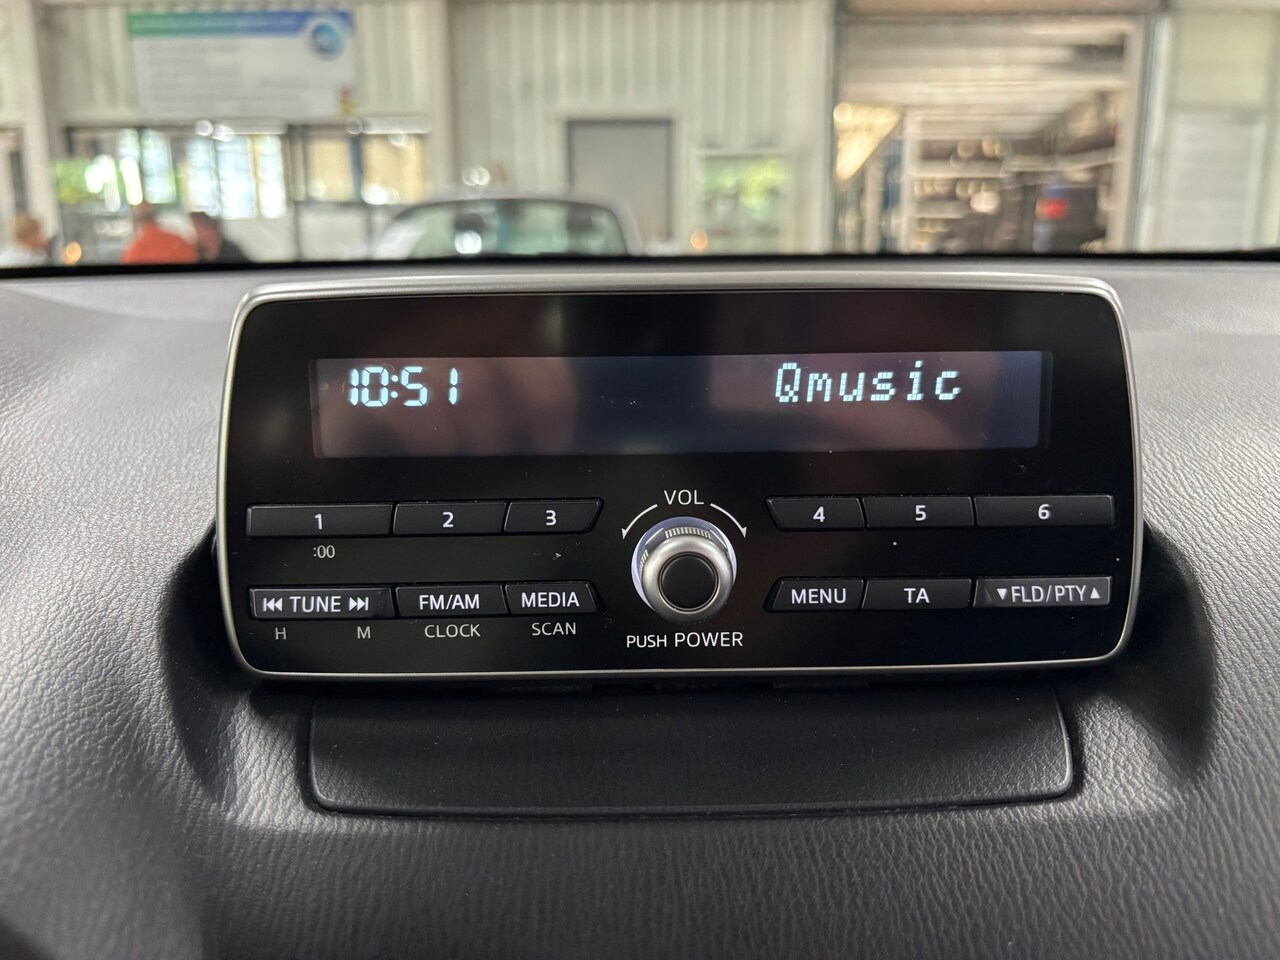 10:51 Qmusic
VOL
1 2 3 4 5 6
:00
⏮ TUNE ⏭ FM/AM MEDIA MENU TA ▼FLD/PTY▲
H M CLOCK SCAN
PUSH POWER